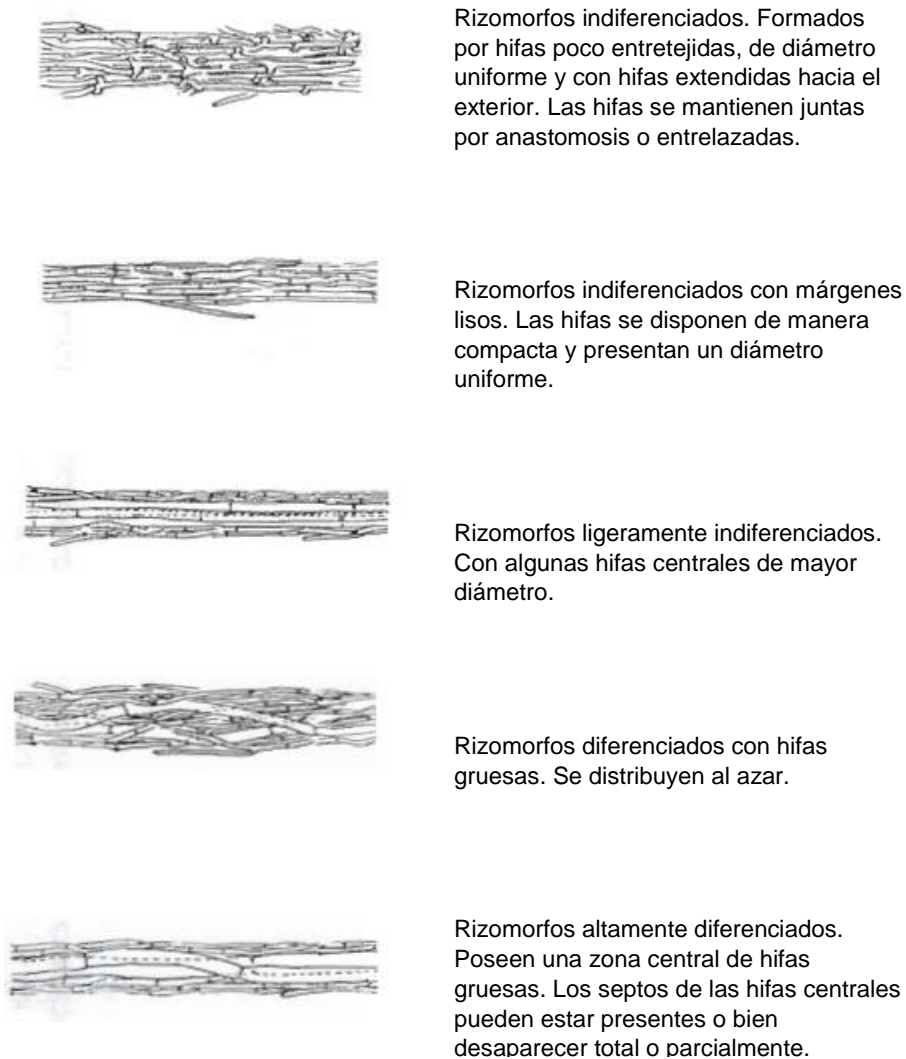 Rizomorfos indiferenciados. Formados
por hifas poco entretejidas, de diámetro
uniforme y con hifas extendidas hacia el
exterior. Las hifas se mantienen juntas
por anastomosis o entrelazadas.
Rizomorfos indiferenciados con márgenes
lisos. Las hifas se disponen de manera
compacta y presentan un diámetro
uniforme.
Rizomorfos ligeramente indiferenciados.
Con algunas hifas centrales de mayor
diámetro.
Rizomorfos diferenciados con hifas
gruesas. Se distribuyen al azar.
Rizomorfos altamente diferenciados.
Poseen una zona central de hifas
gruesas. Los septos de las hifas centrales
pueden estar presentes o bien
desaparecer total o parcialmente.